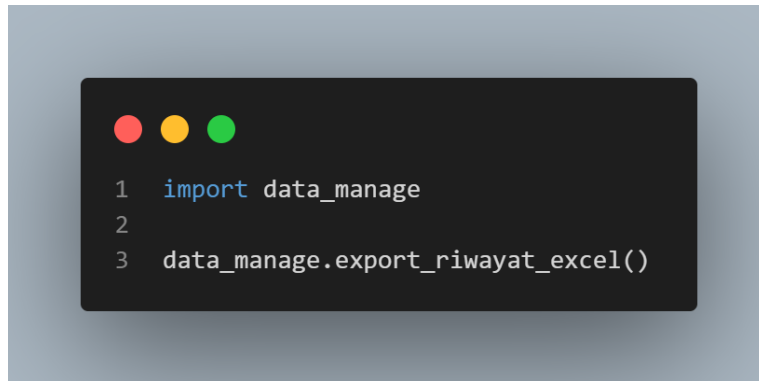 1 import data_manage
2
3 data_manage.export_riwayat_excel()